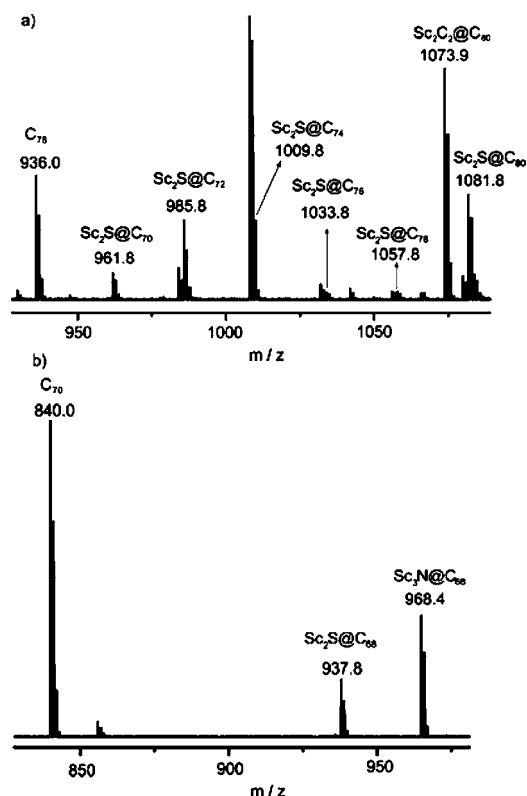 a)
Sc₂C₂@C₈₀
1073.9
C₇₈
936.0
Sc₂S@C₇₄
1009.8
Sc₂S@C₈₀
1081.8
Sc₂S@C₇₂
985.8
Sc₂S@C₇₆
1033.8
Sc₂S@C₇₀
961.8
Sc₂S@C₇₈
1057.8
950 1000 1050
m / z
b)
C₇₀
840.0
Sc₃N@C₆₈
968.4
Sc₂S@C₆₈
937.8
850 900 950
m / z